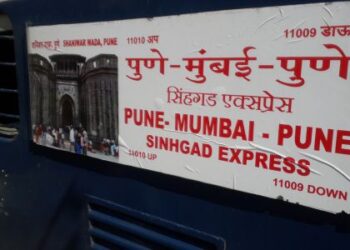 शनिवार वाडा, पुणे SHANIWAR WADA, PUNE
11010 अप
11009 डाऊन
पुणे-मुंबई-पुणे
सिंहगड एक्सप्रेस
PUNE- MUMBAI - PUNE
SINHGAD EXPRESS
11010 UP
11009 DOWN